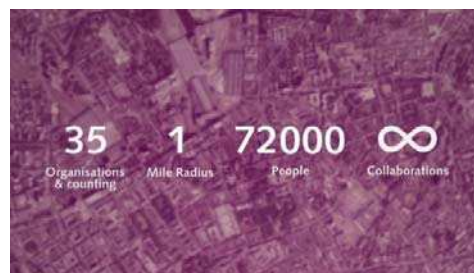 35 1 72000 ∞
Organisations Mile Radius People Collaborations
& counting